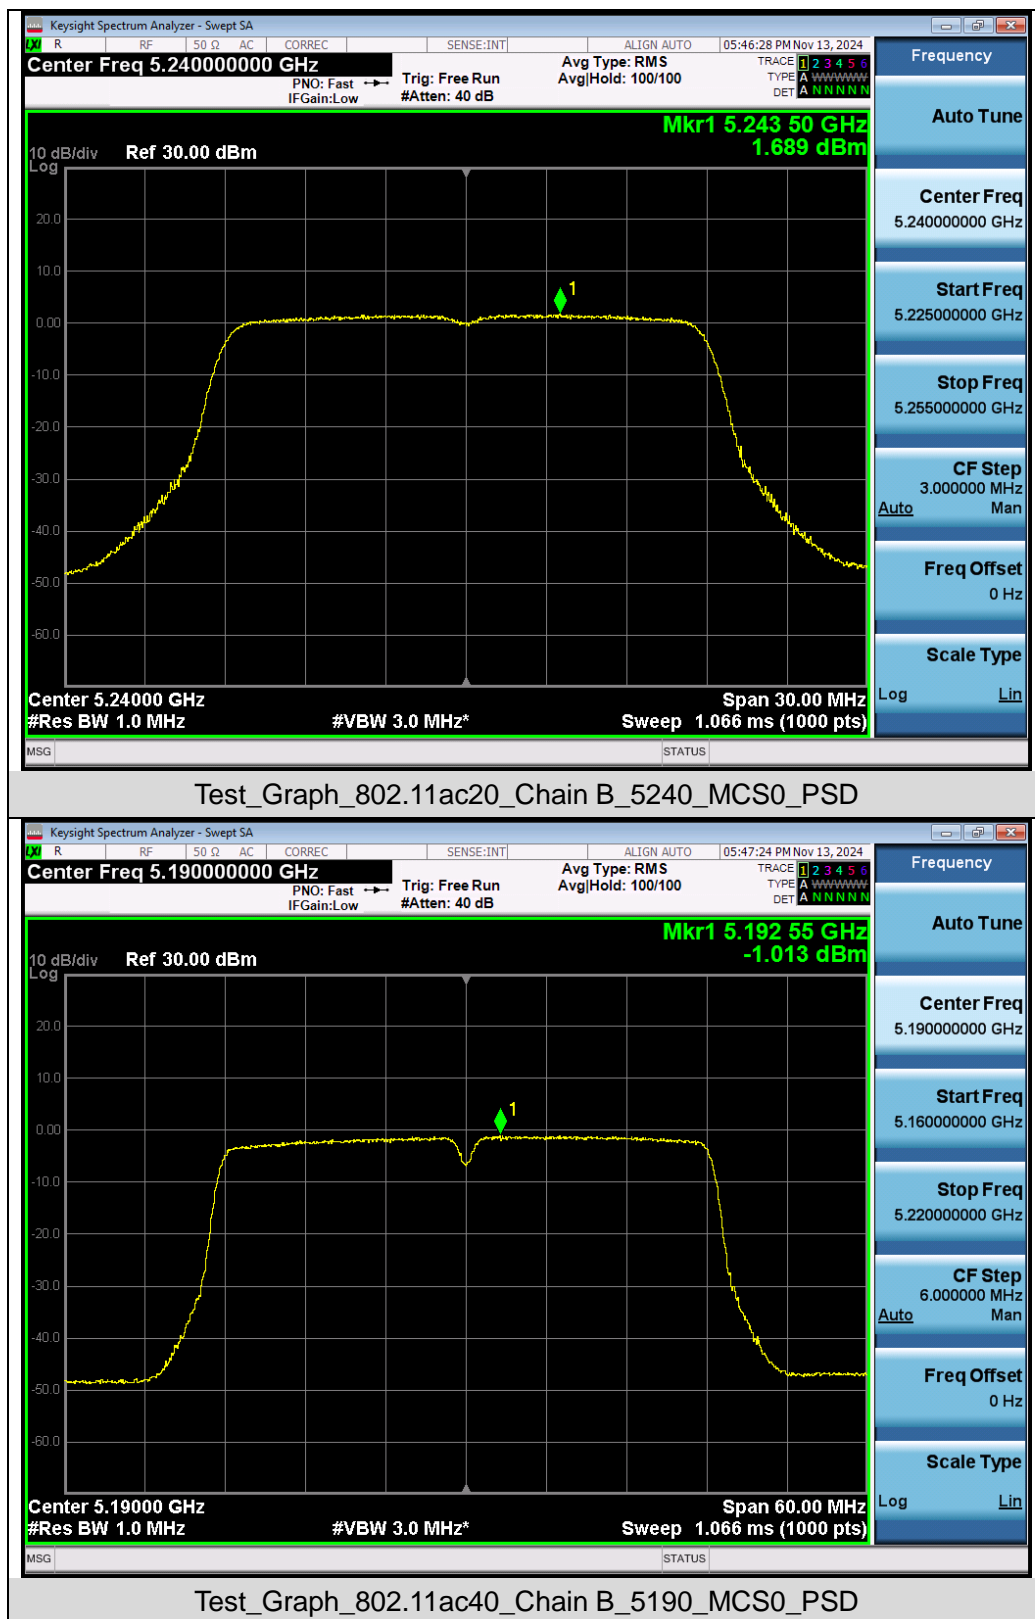 Keysight Spectrum Analyzer - Swept SA
LXI R RF 50 Ω AC CORREC SENSE:INT ALIGN AUTO 05:46:28 PM Nov 13, 2024
Center Freq 5.240000000 GHz
PNO: Fast
IFGain:Low
Trig: Free Run
#Atten: 40 dB
Avg Type: RMS
Avg|Hold: 100/100
TRACE 1 2 3 4 5 6
TYPE A WWWWW
DET A N N N N N
Mkr1 5.243 50 GHz
1.689 dBm
10 dB/div Ref 30.00 dBm
Log
20.0
10.0
0.00
-10.0
-20.0
-30.0
-40.0
-50.0
-60.0
1
Center 5.24000 GHz Span 30.00 MHz
#Res BW 1.0 MHz #VBW 3.0 MHz* Sweep 1.066 ms (1000 pts)
MSG STATUS
Frequency
Auto Tune
Center Freq
5.240000000 GHz
Start Freq
5.225000000 GHz
Stop Freq
5.255000000 GHz
CF Step
3.000000 MHz
Auto Man
Freq Offset
0 Hz
Scale Type
Log Lin
Test_Graph_802.11ac20_Chain B_5240_MCS0_PSD
Keysight Spectrum Analyzer - Swept SA
LXI R RF 50 Ω AC CORREC SENSE:INT ALIGN AUTO 05:47:24 PM Nov 13, 2024
Center Freq 5.190000000 GHz
PNO: Fast
IFGain:Low
Trig: Free Run
#Atten: 40 dB
Avg Type: RMS
Avg|Hold: 100/100
TRACE 1 2 3 4 5 6
TYPE A WWWWW
DET A N N N N N
Mkr1 5.192 55 GHz
-1.013 dBm
10 dB/div Ref 30.00 dBm
Log
20.0
10.0
0.00
-10.0
-20.0
-30.0
-40.0
-50.0
-60.0
1
Center 5.19000 GHz Span 60.00 MHz
#Res BW 1.0 MHz #VBW 3.0 MHz* Sweep 1.066 ms (1000 pts)
MSG STATUS
Frequency
Auto Tune
Center Freq
5.190000000 GHz
Start Freq
5.160000000 GHz
Stop Freq
5.220000000 GHz
CF Step
6.000000 MHz
Auto Man
Freq Offset
0 Hz
Scale Type
Log Lin
Test_Graph_802.11ac40_Chain B_5190_MCS0_PSD